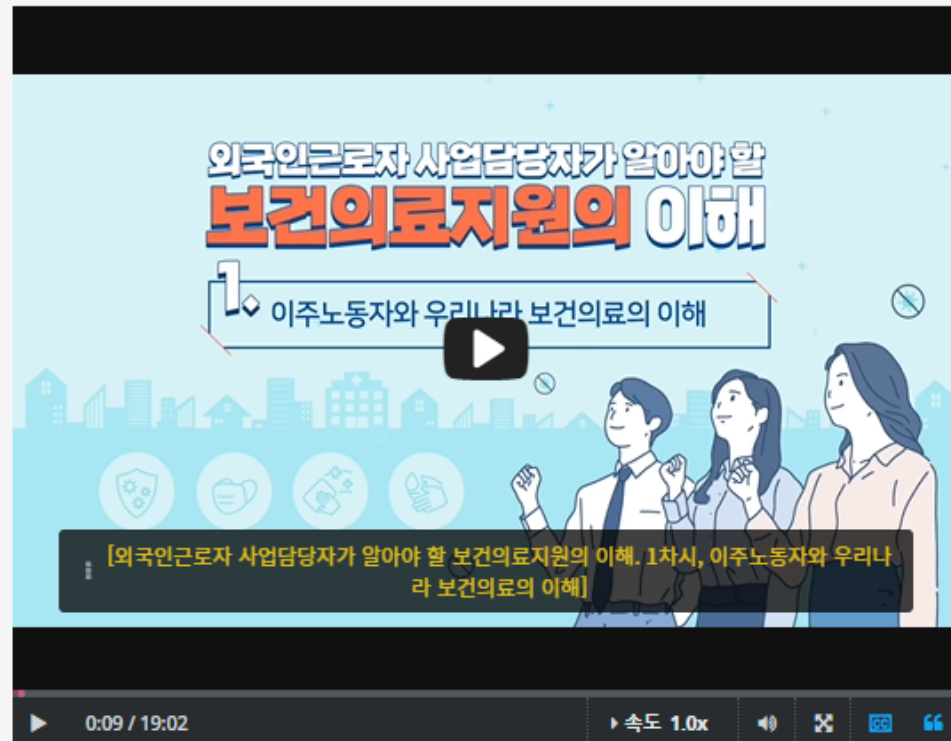 외국인근로자 사업담당자가 알아야 할
보건의료지원의 이해
1. 이주노동자와 우리나라 보건의료의 이해
[외국인근로자 사업담당자가 알아야 할 보건의료지원의 이해. 1차시, 이주노동자와 우리나
라 보건의료의 이해]
0:09 / 19:02 속도 1.0x CC